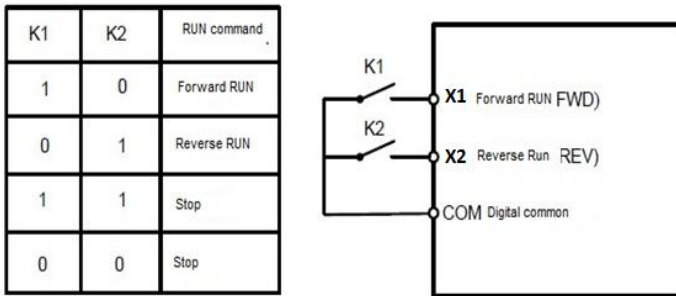 K1 K2 RUN command .
1 0 Forward RUN
0 1 Reverse RUN
1 1 Stop
0 0 Stop
K1
X1 Forward RUN FWD)
K2
X2 Reverse Run REV)
COM Digital common